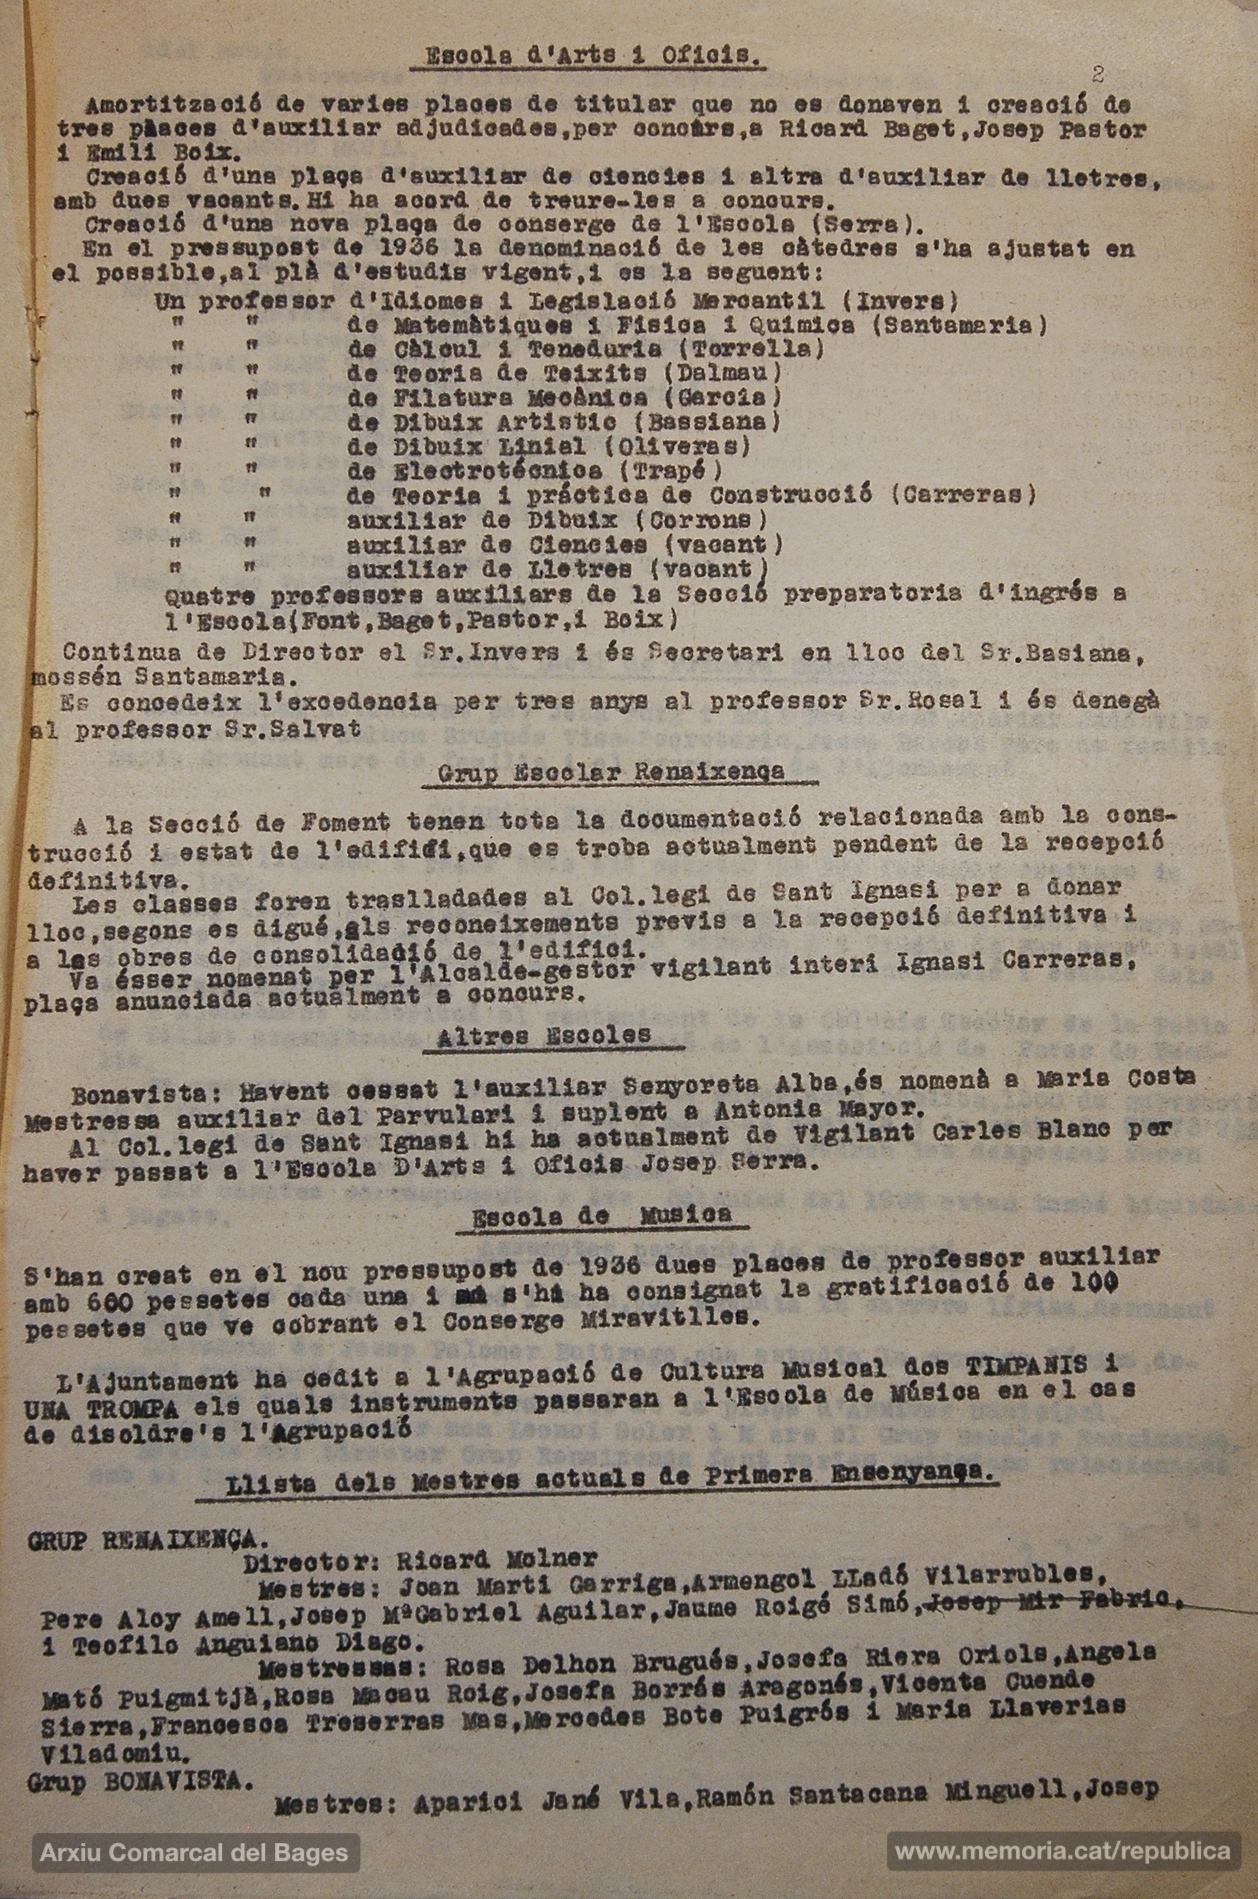 Escola d'Arts i Oficis.
2
Amortització de varies places de titular que no es donaven i creació de
tres places d'auxiliar adjudicades,per concurs,a Ricard Baget,Josep Pastor
i Emili Boix.
Creació d'una plaça d'auxiliar de ciencies i altra d'auxiliar de lletres,
amb dues vacants.Hi ha acord de treure-les a concurs.
Creació d'una nova plaça de conserge de l'Escola (Serra).
En el pressupost de 1936 la denominació de les càtedres s'ha ajustat en
el possible,al plà d'estudis vigent,i es la seguent:
Un professor d'Idiomes i Legislació Mercantil (Invers)
" " de Matemàtiques i Fisica i Quimica (Santamaria)
" " de Càlcul i Teneduria (Torrella)
" " de Teoria de Teixits (Dalmau)
" " de Filatura Mecànica (Garcia)
" " de Dibuix Artistic (Bassiana)
" " de Dibuix Linial (Oliveras)
" " de Electrotécnica (Trapé)
" " de Teoria i práctica de Construcció (Carreras)
" " auxiliar de Dibuix (Corrons)
" " auxiliar de Ciencies (vacant)
" " auxiliar de Lletres (vacant)
Quatre professors auxiliars de la Secció preparatoria d'ingrés a
l'Escola(Font,Baget,Pastor,i Boix)
Continua de Director el Sr.Invers i és Secretari en lloc del Sr.Basiana,
mossén Santamaria.
Es concedeix l'excedencia per tres anys al professor Sr.Rosal i és denegà
al professor Sr.Salvat
Grup Escolar Renaixença
A la Secció de Foment tenen tota la documentació relacionada amb la cons-
trucció i estat de l'edifici,que es troba actualment pendent de la recepció
definitiva.
Les classes foren traslladades al Col.legi de Sant Ignasi per a donar
lloc,segons es digué,als reconeixements previs a la recepció definitiva i
a les obres de consolidació de l'edifici.
Va ésser nomenat per l'Alcalde-gestor vigilant interi Ignasi Carreras,
plaça anunciada actualment a concurs.
Altres Escoles
Bonavista: Havent cessat l'auxiliar Senyoreta Alba,és nomenà a Maria Costa
Mestressa auxiliar del Parvulari i suplent a Antonia Mayor.
Al Col.legi de Sant Ignasi hi ha actualment de Vigilant Carles Blanc per
haver passat a l'Escola D'Arts i Oficis Josep Serra.
Escola de Musica
S'han creat en el nou pressupost de 1936 dues places de professor auxiliar
amb 600 pessetes cada una i s'hi ha consignat la gratificació de 100
pessetes que ve cobrant el Conserge Miravitlles.
L'Ajuntament ha cedit a l'Agrupació de Cultura Musical dos TIMPANIS i
UNA TROMPA els quals instruments passaran a l'Escola de Música en el cas
de disoldre's l'Agrupació
Llista dels Mestres actuals de Primera Ensenyança.
GRUP RENAIXENÇA.
Director: Ricard Molner
Mestres: Joan Marti Garriga,Armengol LLadó Vilarrubles,
Pere Aloy Amell,Josep MªGabriel Aguilar,Jaume Roigé Simó,Josep Mir Fabric,
i Teofilo Anguiano Diago.
Mestressas: Rosa Delhon Brugués,Josefa Riera Oriols,Angela
Mató Puigmitjà,Rosa Macau Roig,Josefa Borrás Aragonés,Vicenta Cuende
Sierra,Francesca Treserras Mas,Mercedes Bote Puigrós i Maria Llaverias
Viladomiu.
Grup BONAVISTA.
Mestres: Aparici Jané Vila,Ramón Santacana Minguell,Josep
Arxiu Comarcal del Bages
www.memoria.cat/republica